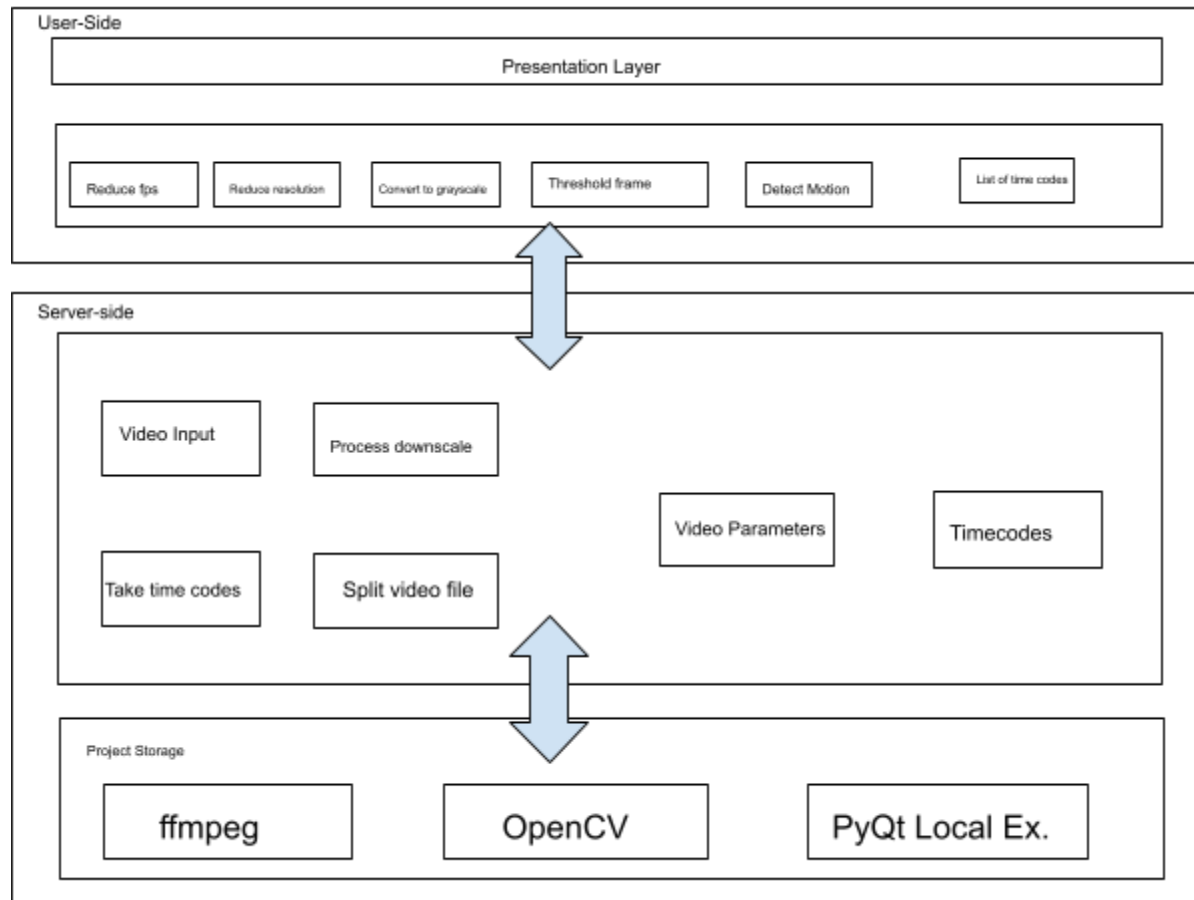 User-Side
Presentation Layer
Reduce fps
Reduce resolution
Convert to grayscale
Threshold frame
Detect Motion
List of time codes
Server-side
Video Input
Process downscale
Video Parameters
Timecodes
Take time codes
Split video file
Project Storage
ffmpeg
OpenCV
PyQt Local Ex.